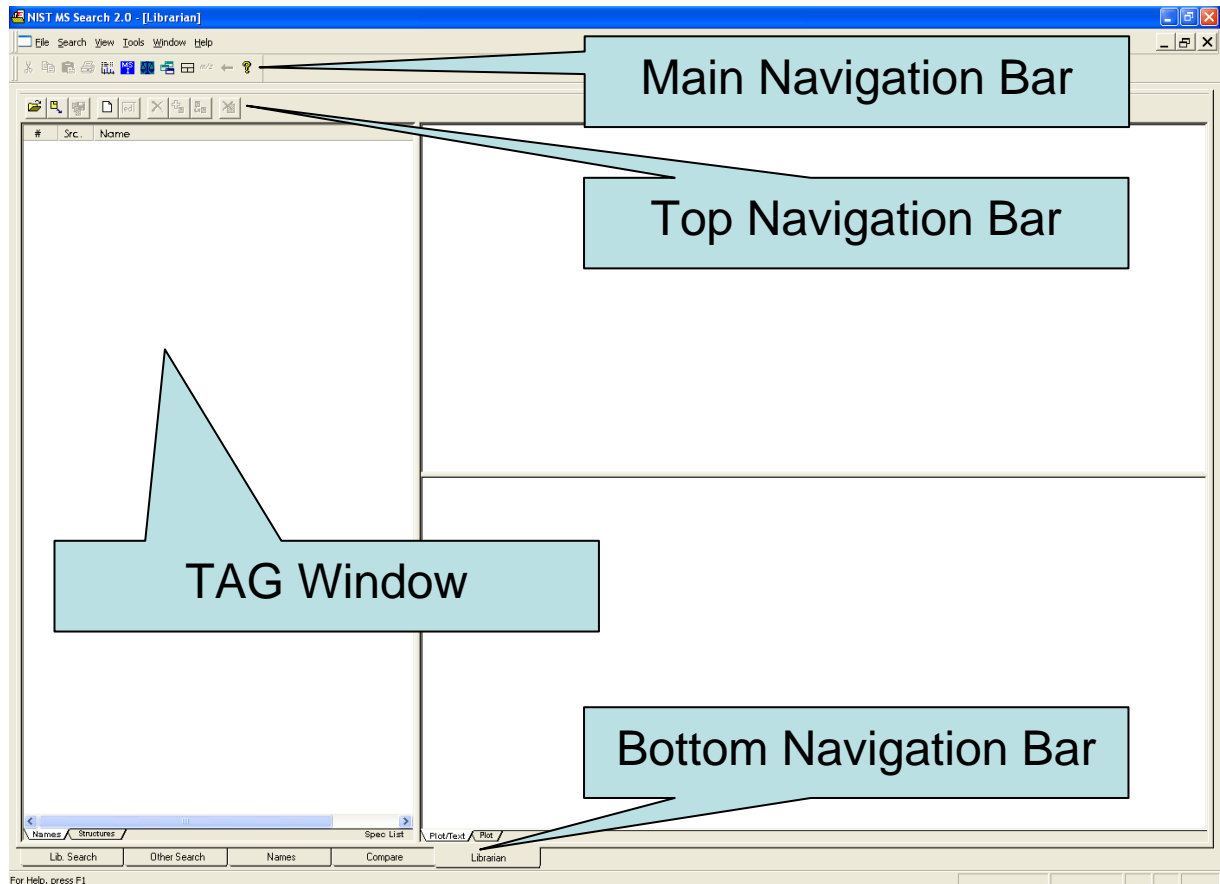 NIST MS Search 2.0 - [Librarian]
File Search View Tools Window Help
Main Navigation Bar
m/z
# Src. Name
Top Navigation Bar
TAG Window
Bottom Navigation Bar
Names Structures Spec List Plot/Text Plot
Lib. Search Other Search Names Compare Librarian
For Help, press F1